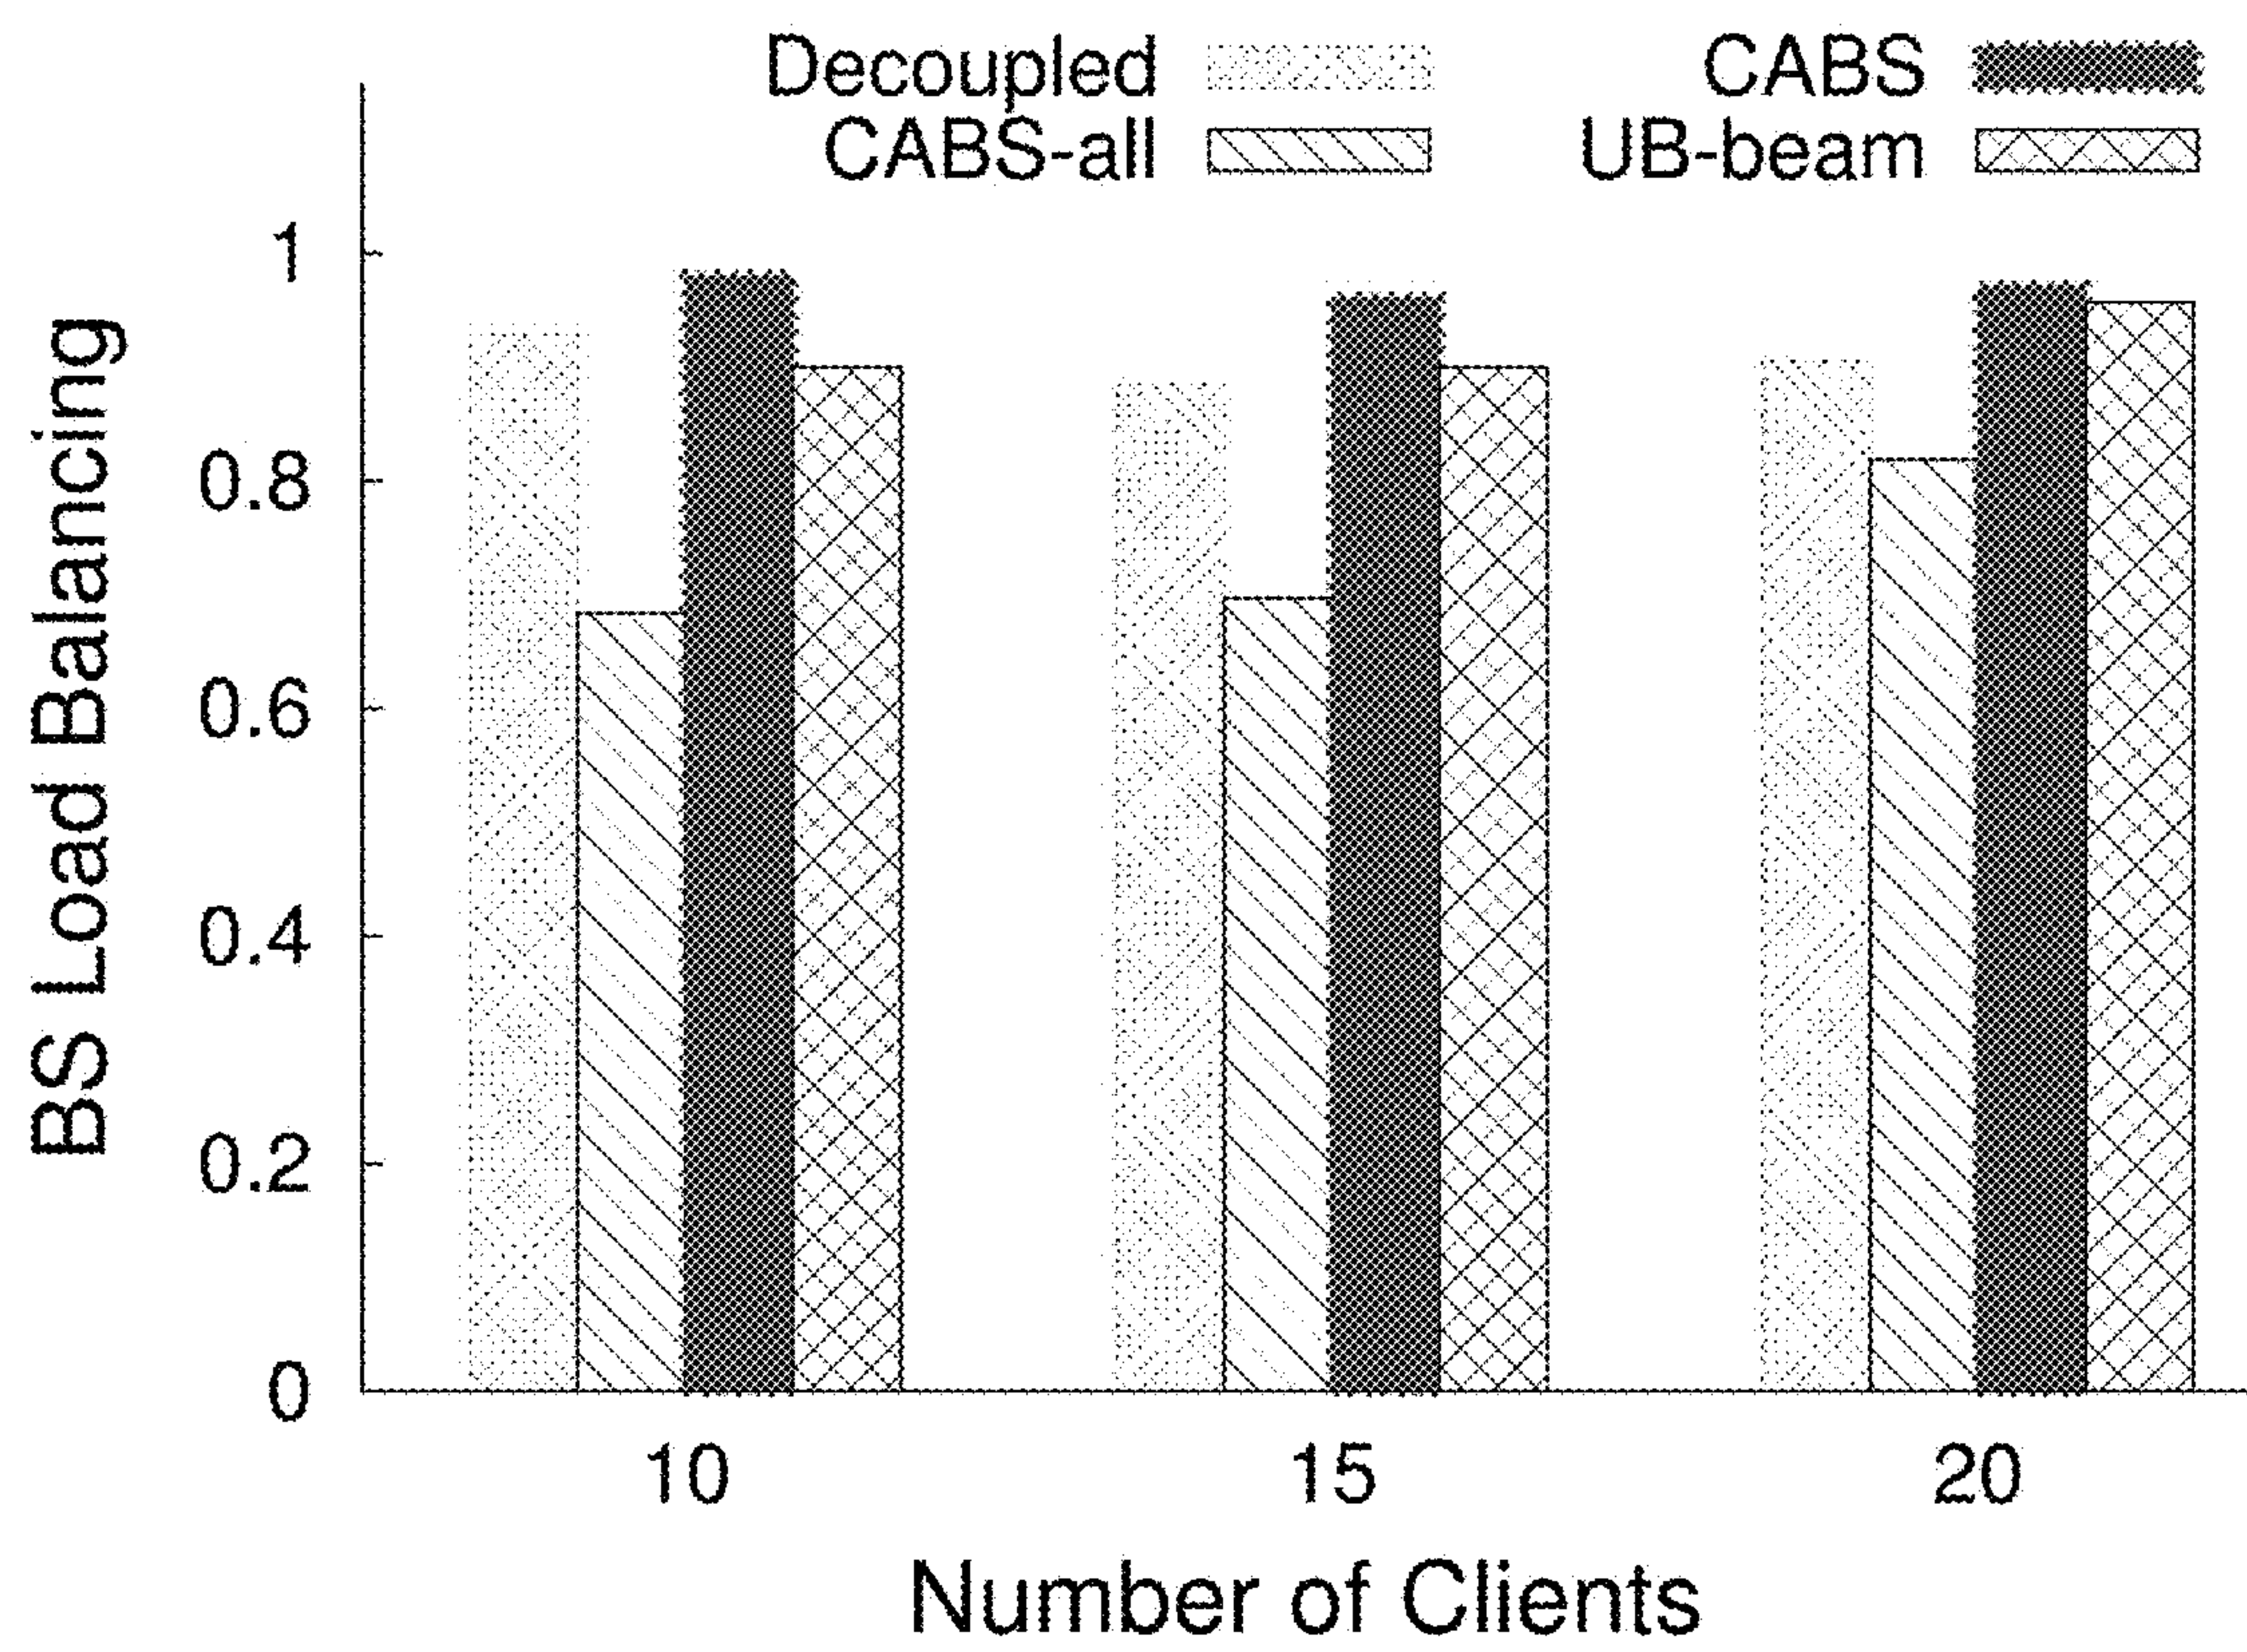 Decoupled
CABS
CABS-all
UB-beam
BS Load Balancing
1
0.8
0.6
0.4
0.2
0
10
15
20
Number of Clients